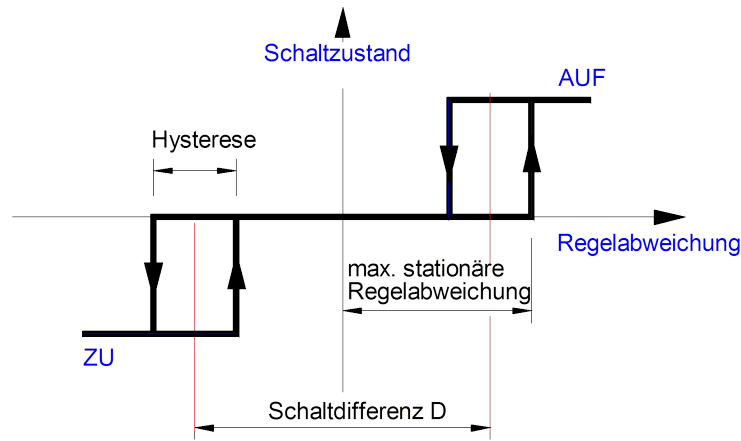 Schaltzustand
AUF
Hysterese
Regelabweichung
max. stationäre
Regelabweichung
ZU
Schaltdifferenz D